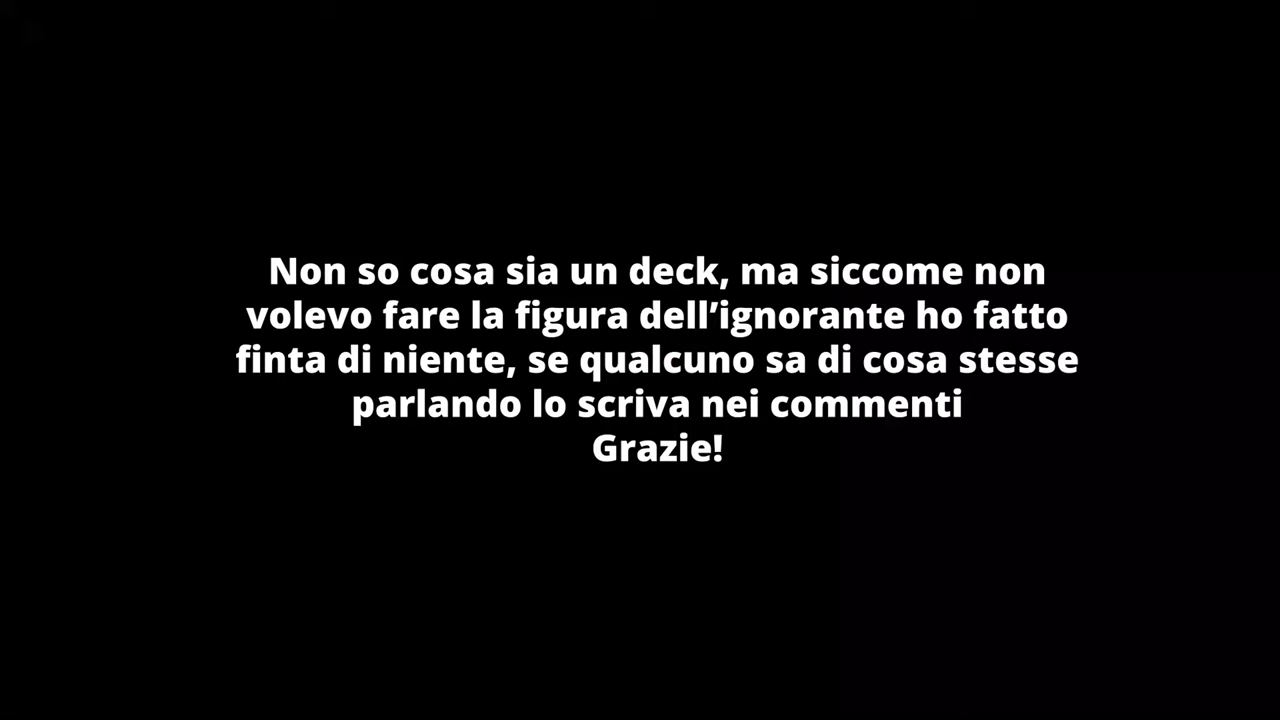 Non so cosa sia un deck, ma siccome non
volevo fare la figura dell’ignorante ho fatto
finta di niente, se qualcuno sa di cosa stesse
parlando lo scriva nei commenti
Grazie!